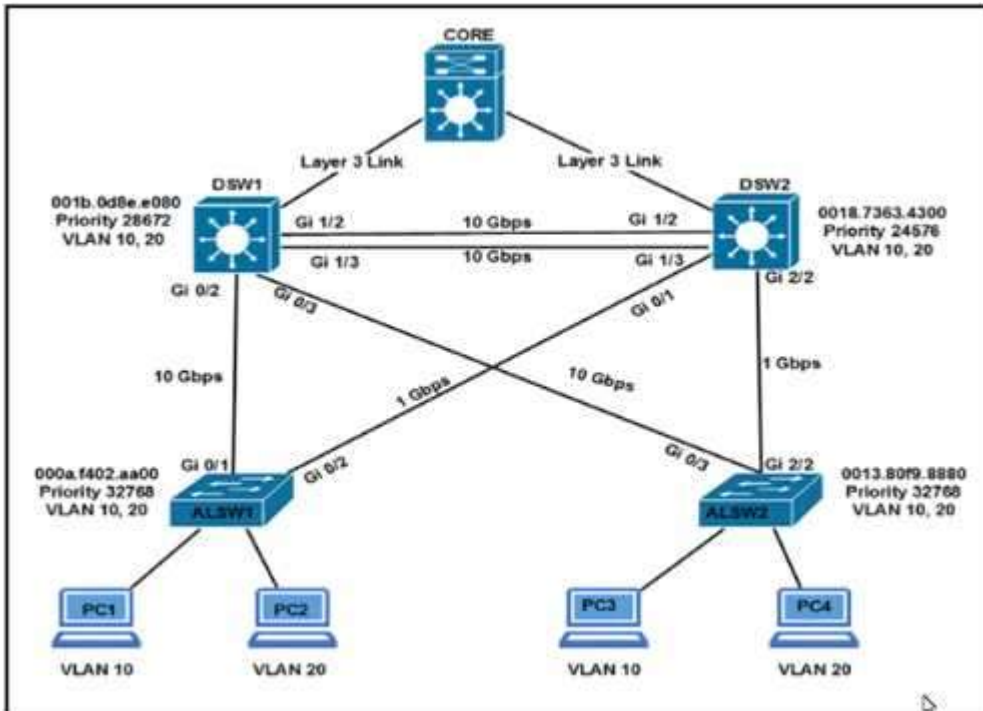 CORE
Layer 3 Link
Layer 3 Link
DSW1
DSW2
001b.0d8e.e080
Priority 28672
VLAN 10, 20
0018.7363.4300
Priority 24576
VLAN 10, 20
Gi 1/2
10 Gbps
Gi 1/2
Gi 1/3
10 Gbps
Gi 1/3
Gi 0/2
Gi 0/3
Gi 0/1
Gi 2/2
10 Gbps
1 Gbps
10 Gbps
1 Gbps
000a.f402.aa00
Priority 32768
VLAN 10, 20
Gi 0/1
Gi 0/2
Gi 0/3
Gi 2/2
0013.80f9.8880
Priority 32768
VLAN 10, 20
ALSW1
ALSW2
PC1
PC2
PC3
PC4
VLAN 10
VLAN 20
VLAN 10
VLAN 20